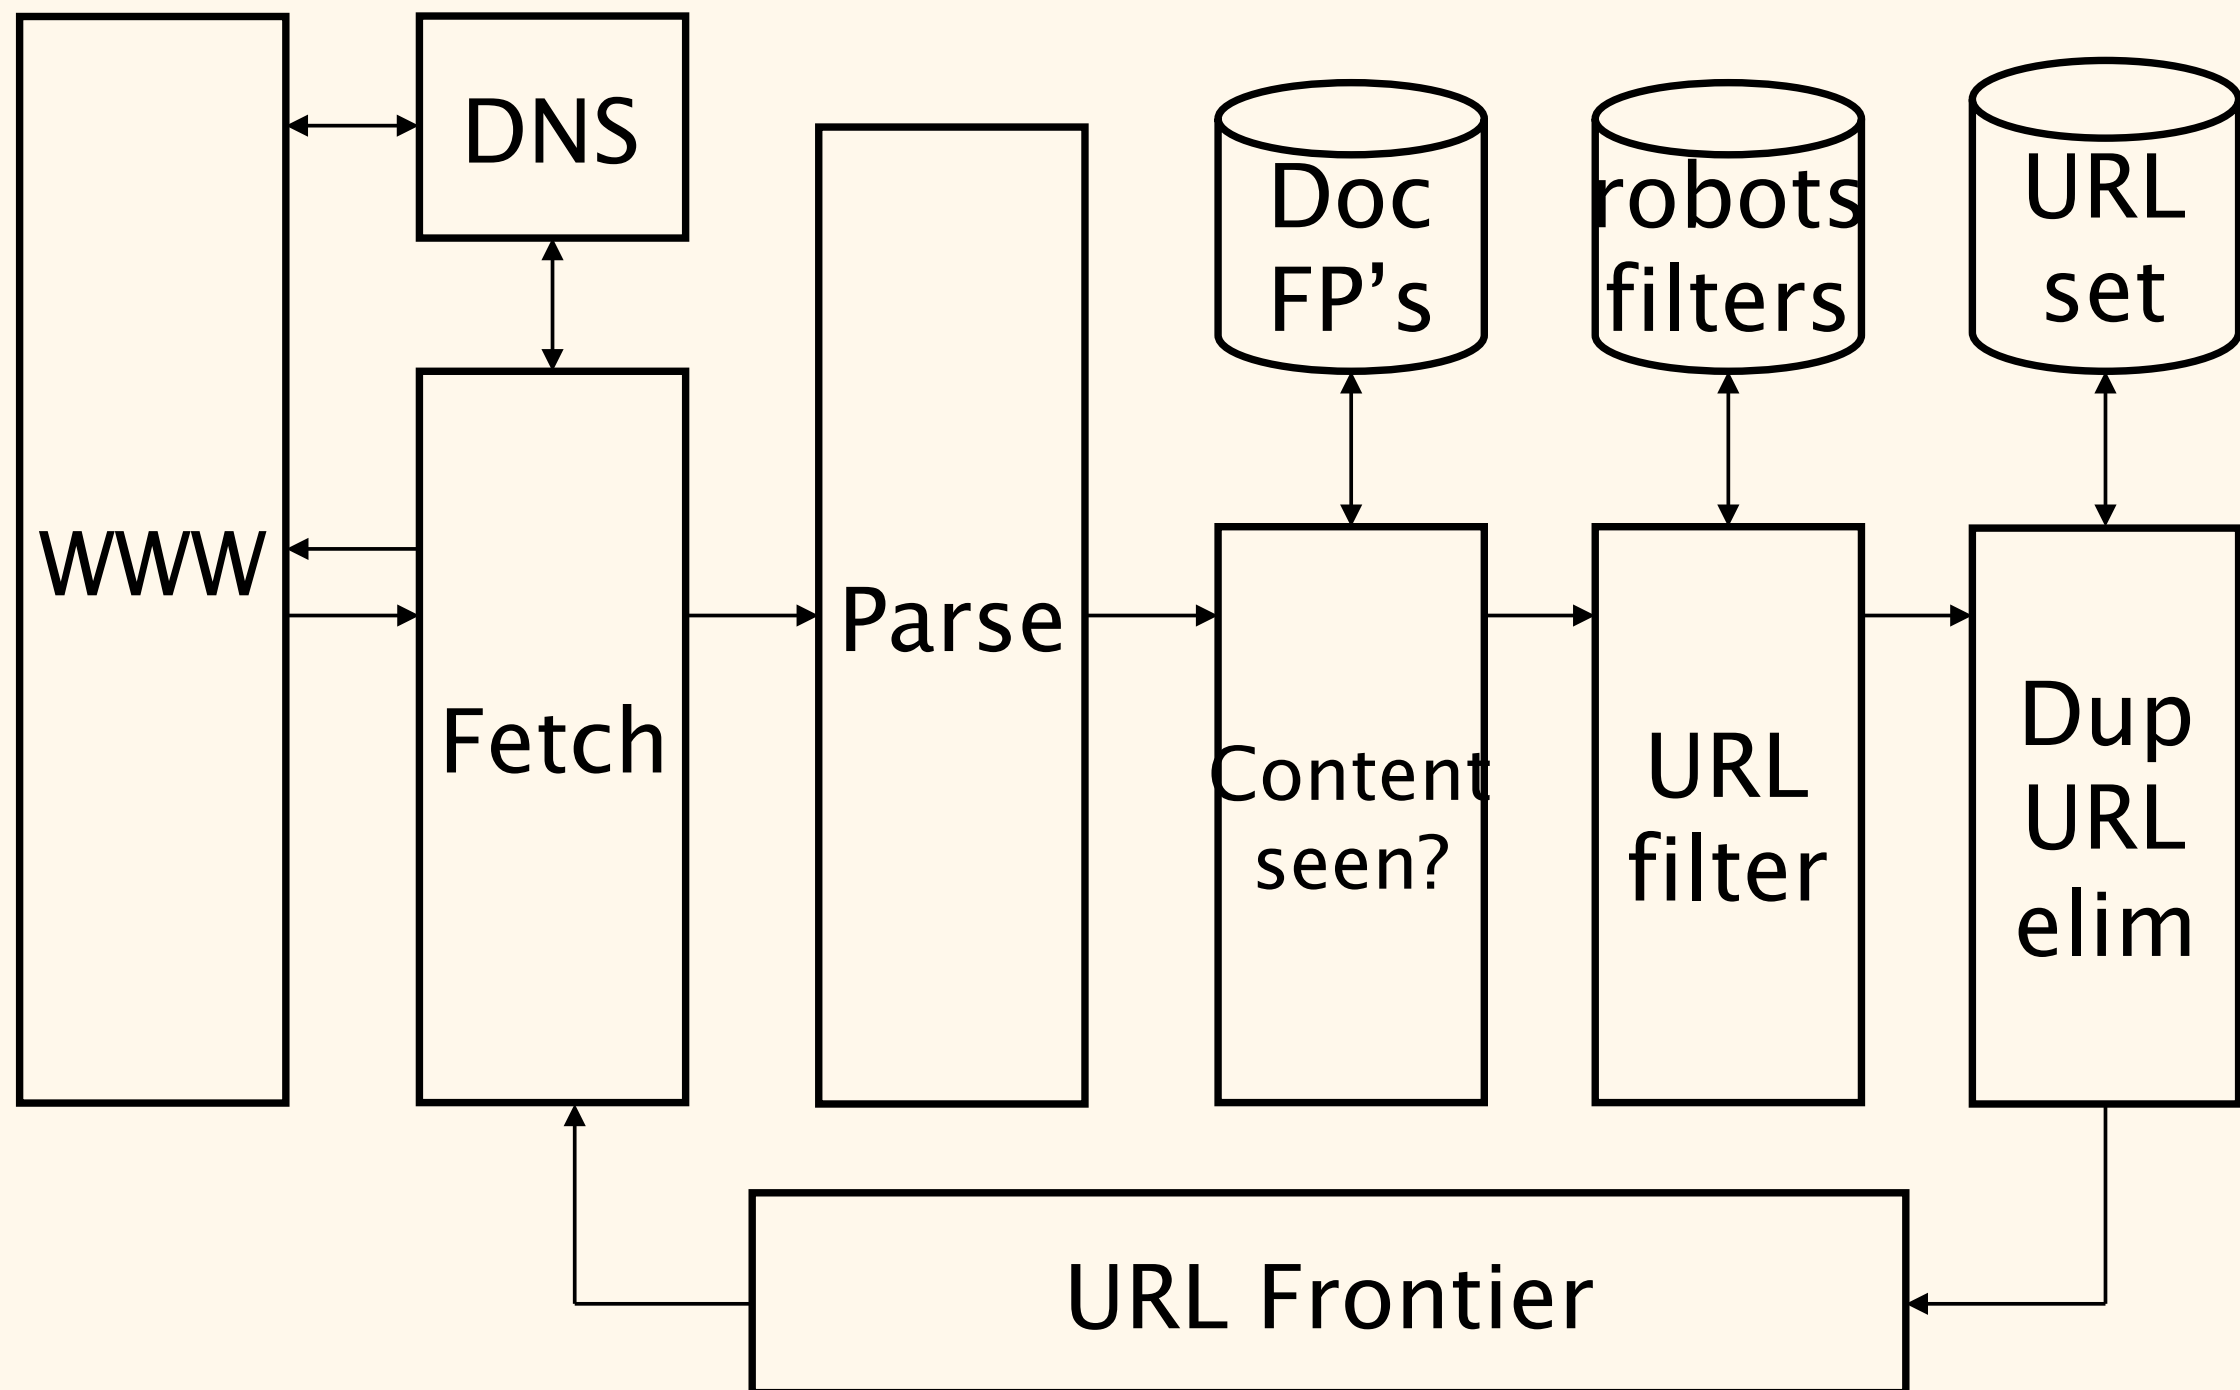 WWW
DNS
Fetch
Parse
Doc
FP’s
Content
seen?
robots
filters
URL
filter
URL
set
Dup
URL
elim
URL Frontier